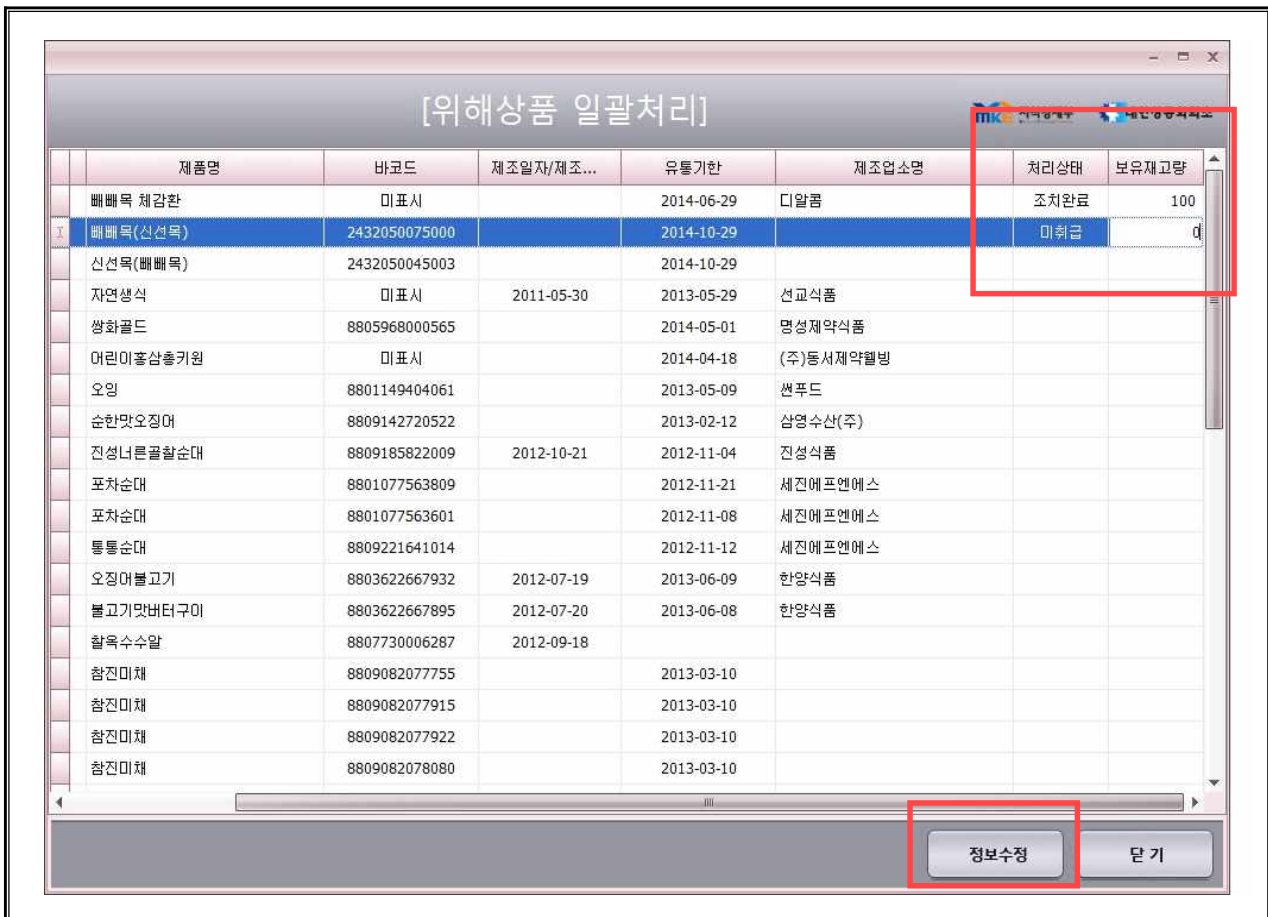 [위해상품 일괄처리]
제품명 바코드 제조일자/제조... 유통기한 제조업소명 처리상태 보유재고량
빼빼목 체감환 미표시 2014-06-29 디알콤 조치완료 100
빼빼목(신선목) 2432050075000 2014-10-29 미취급 0
신선목(빼빼목) 2432050045003 2014-10-29
자연생식 미표시 2011-05-30 2013-05-29 선교식품
쌍화골드 8805968000565 2014-05-01 명성제약식품
어린이홍삼총키원 미표시 2014-04-18 (주)동서제약웰빙
오잉 8801149404061 2013-05-09 썬푸드
순한맛오징어 8809142720522 2013-02-12 삼영수산(주)
진성너른골찰순대 8809185822009 2012-10-21 2012-11-04 진성식품
포차순대 8801077563809 2012-11-21 세진에프엔에스
포차순대 8801077563601 2012-11-08 세진에프엔에스
통통순대 8809221641014 2012-11-12 세진에프엔에스
오징어불고기 8803622667932 2012-07-19 2013-06-09 한양식품
불고기맛버터구이 8803622667895 2012-07-20 2013-06-08 한양식품
찰옥수수알 8807730006287 2012-09-18
참진미채 8809082077755 2013-03-10
참진미채 8809082077915 2013-03-10
참진미채 8809082077922 2013-03-10
참진미채 8809082078080 2013-03-10
정보수정 닫 기